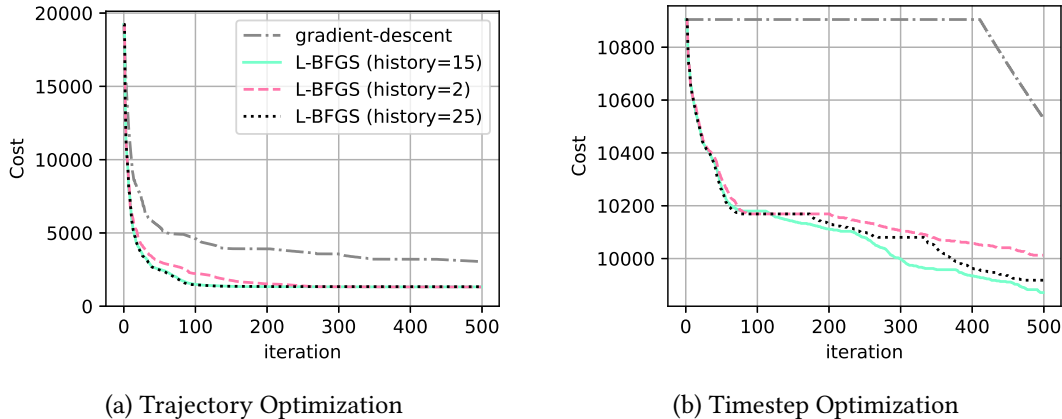 20000
15000
10000
5000
0
Cost
0 100 200 300 400 500
iteration
gradient-descent
L-BFGS (history=15)
L-BFGS (history=2)
L-BFGS (history=25)
(a) Trajectory Optimization
10800
10600
10400
10200
10000
Cost
0 100 200 300 400 500
iteration
(b) Timestep Optimization